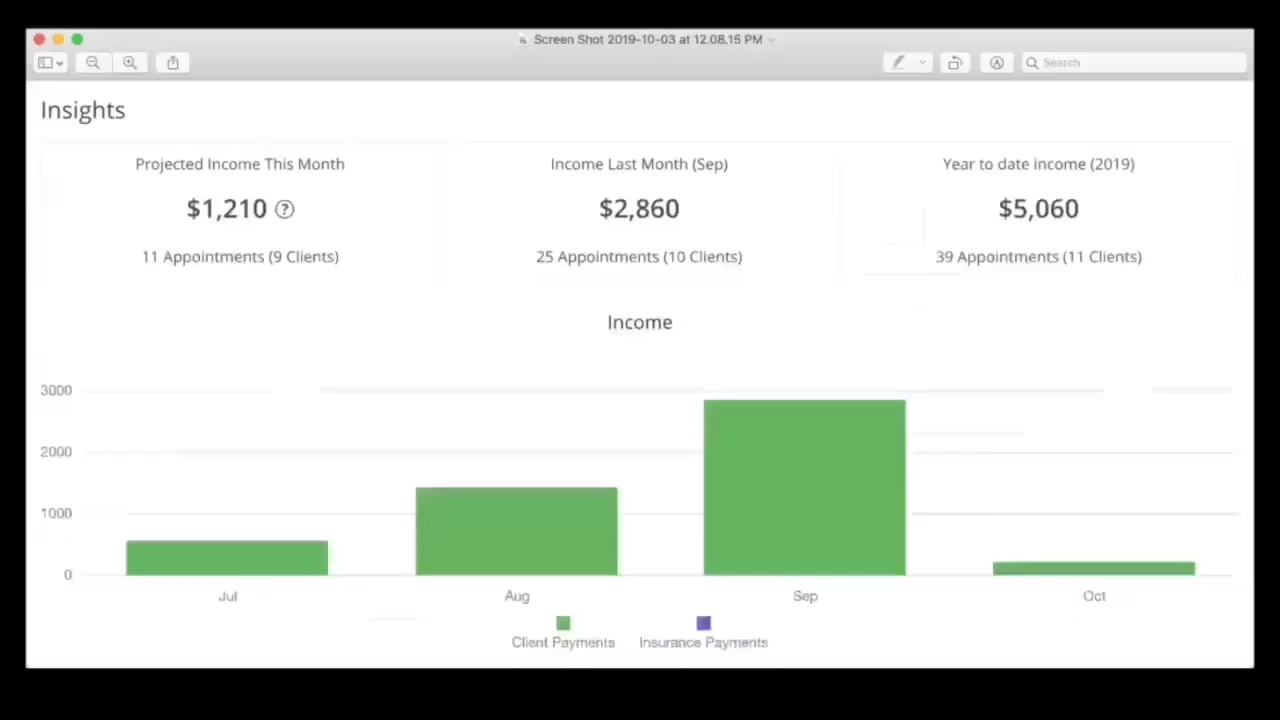 Screen Shot 2019-10-03 at 12.08.15 PM
Search
Insights
Projected Income This Month
$1,210 ?
11 Appointments (9 Clients)
Income Last Month (Sep)
$2,860
25 Appointments (10 Clients)
Year to date income (2019)
$5,060
39 Appointments (11 Clients)
Income
3000
2000
1000
0
Jul Aug Sep Oct
Client Payments Insurance Payments